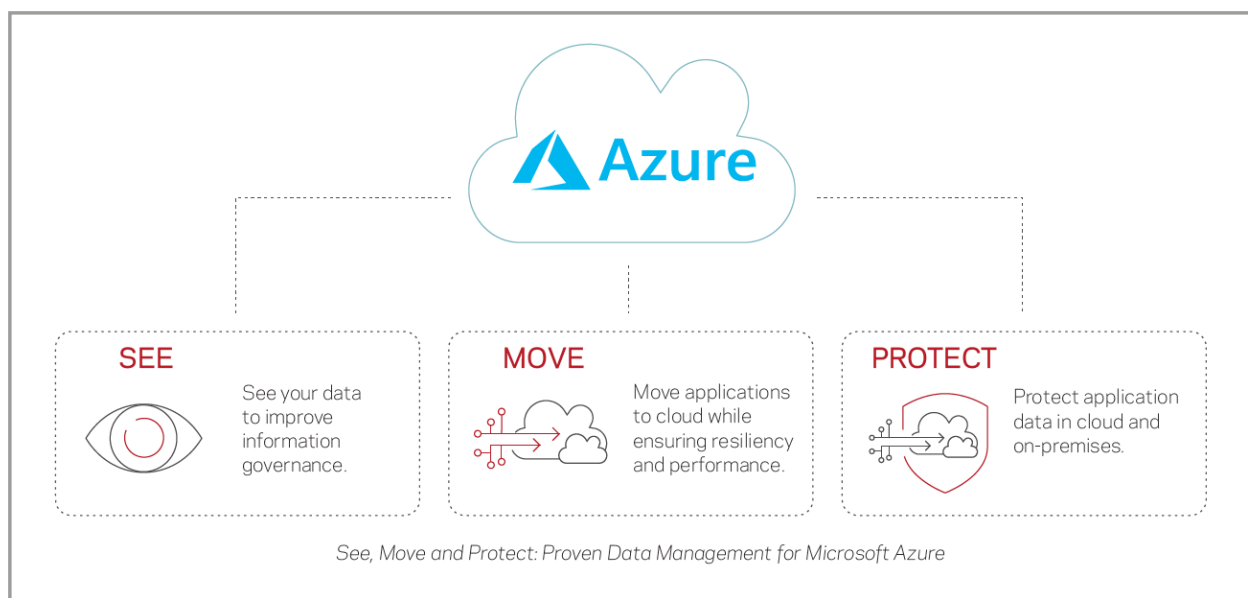 Azure
SEE
See your data
to improve
information
governance.
MOVE
Move applications
to cloud while
ensuring resiliency
and performance.
PROTECT
Protect application
data in cloud and
on-premises.
See, Move and Protect: Proven Data Management for Microsoft Azure